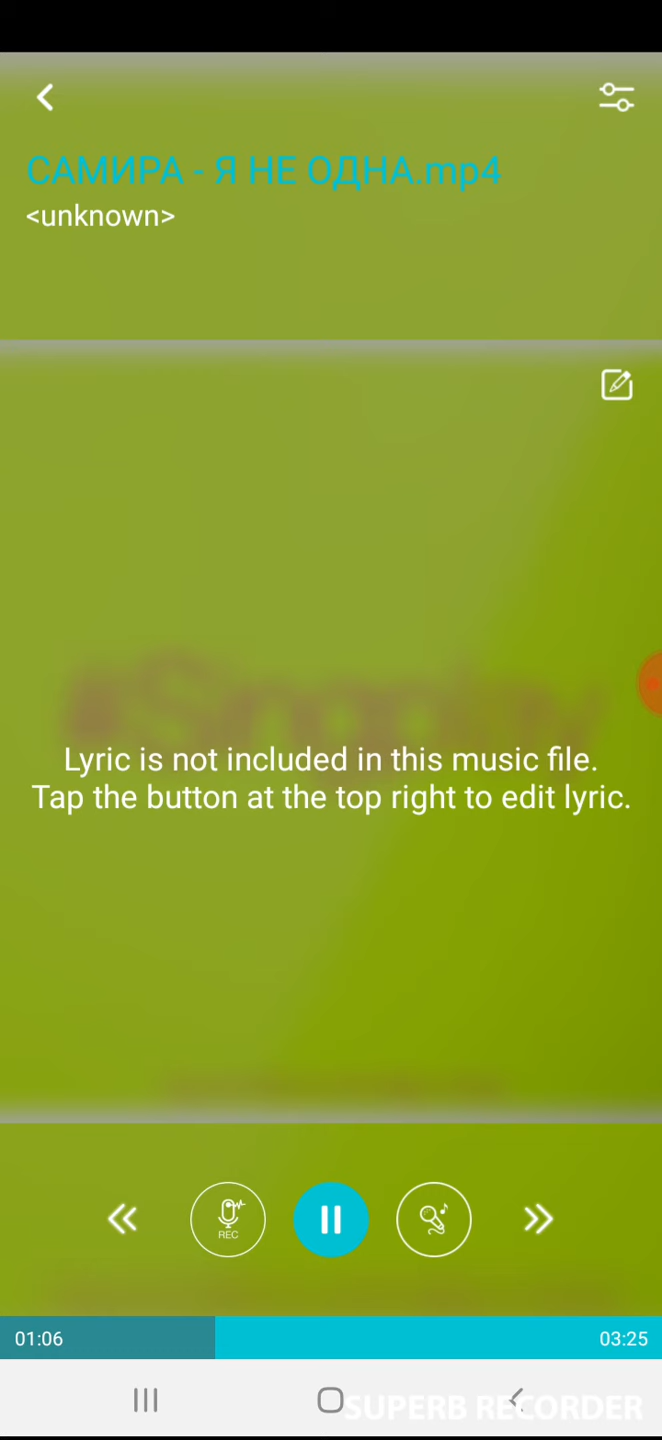 САМИРА - Я НЕ ОДНА.mp4
<unknown>
Lyric is not included in this music file.
Tap the button at the top right to edit lyric.
REC
01:06
03:25
SUPERB RECORDER